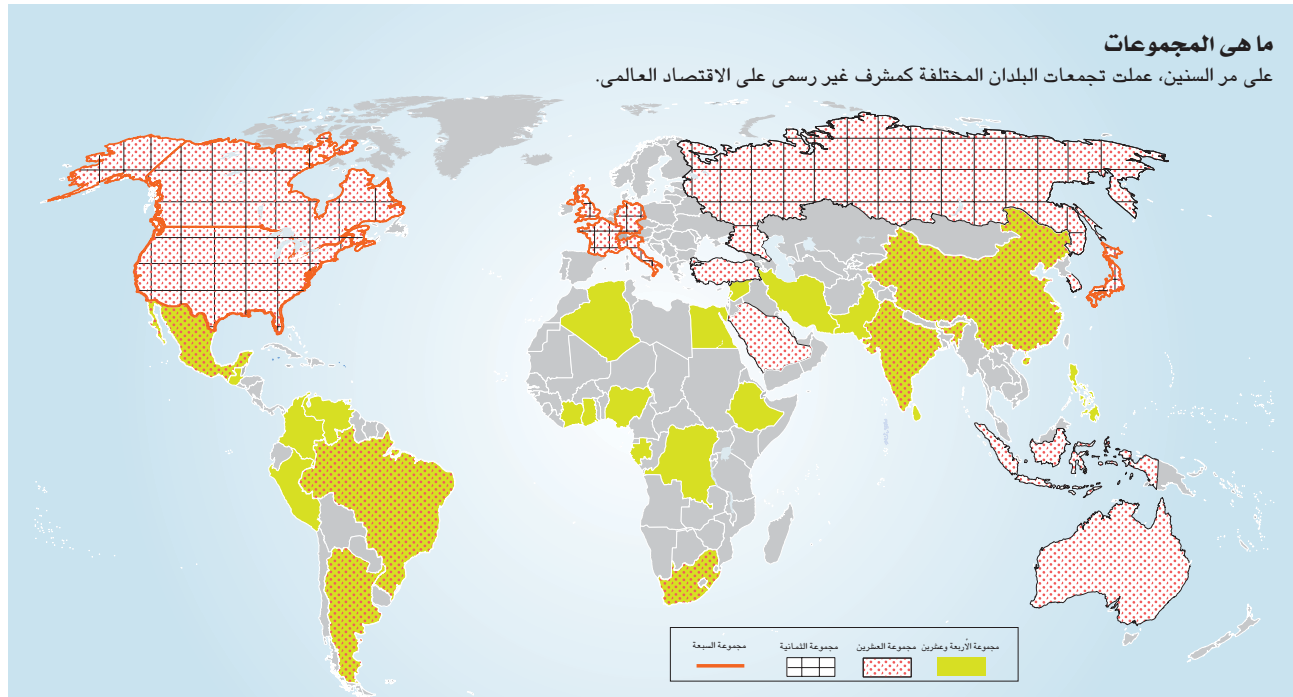 ما هى المجموعات
على مر السنين، عملت تجمعات البلدان المختلفة كمشرف غير رسمى على الاقتصاد العالمى.
مجموعة الأربعة وعشرين
مجموعة العشرين
مجموعة الثمانية
مجموعة السبعة